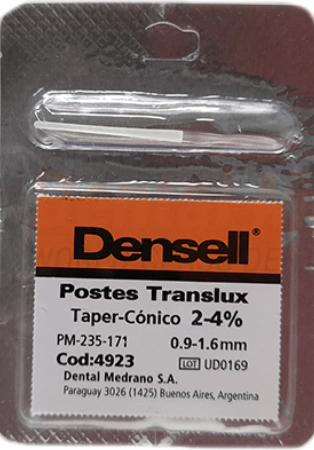 Densell®
Postes Translux
Taper-Cónico 2-4%
PM-235-171 0.9-1.6mm
Cod:4923 LOT UD0169
Dental Medrano S.A.
Paraguay 3026 (1425) Buenos Aires, Argentina